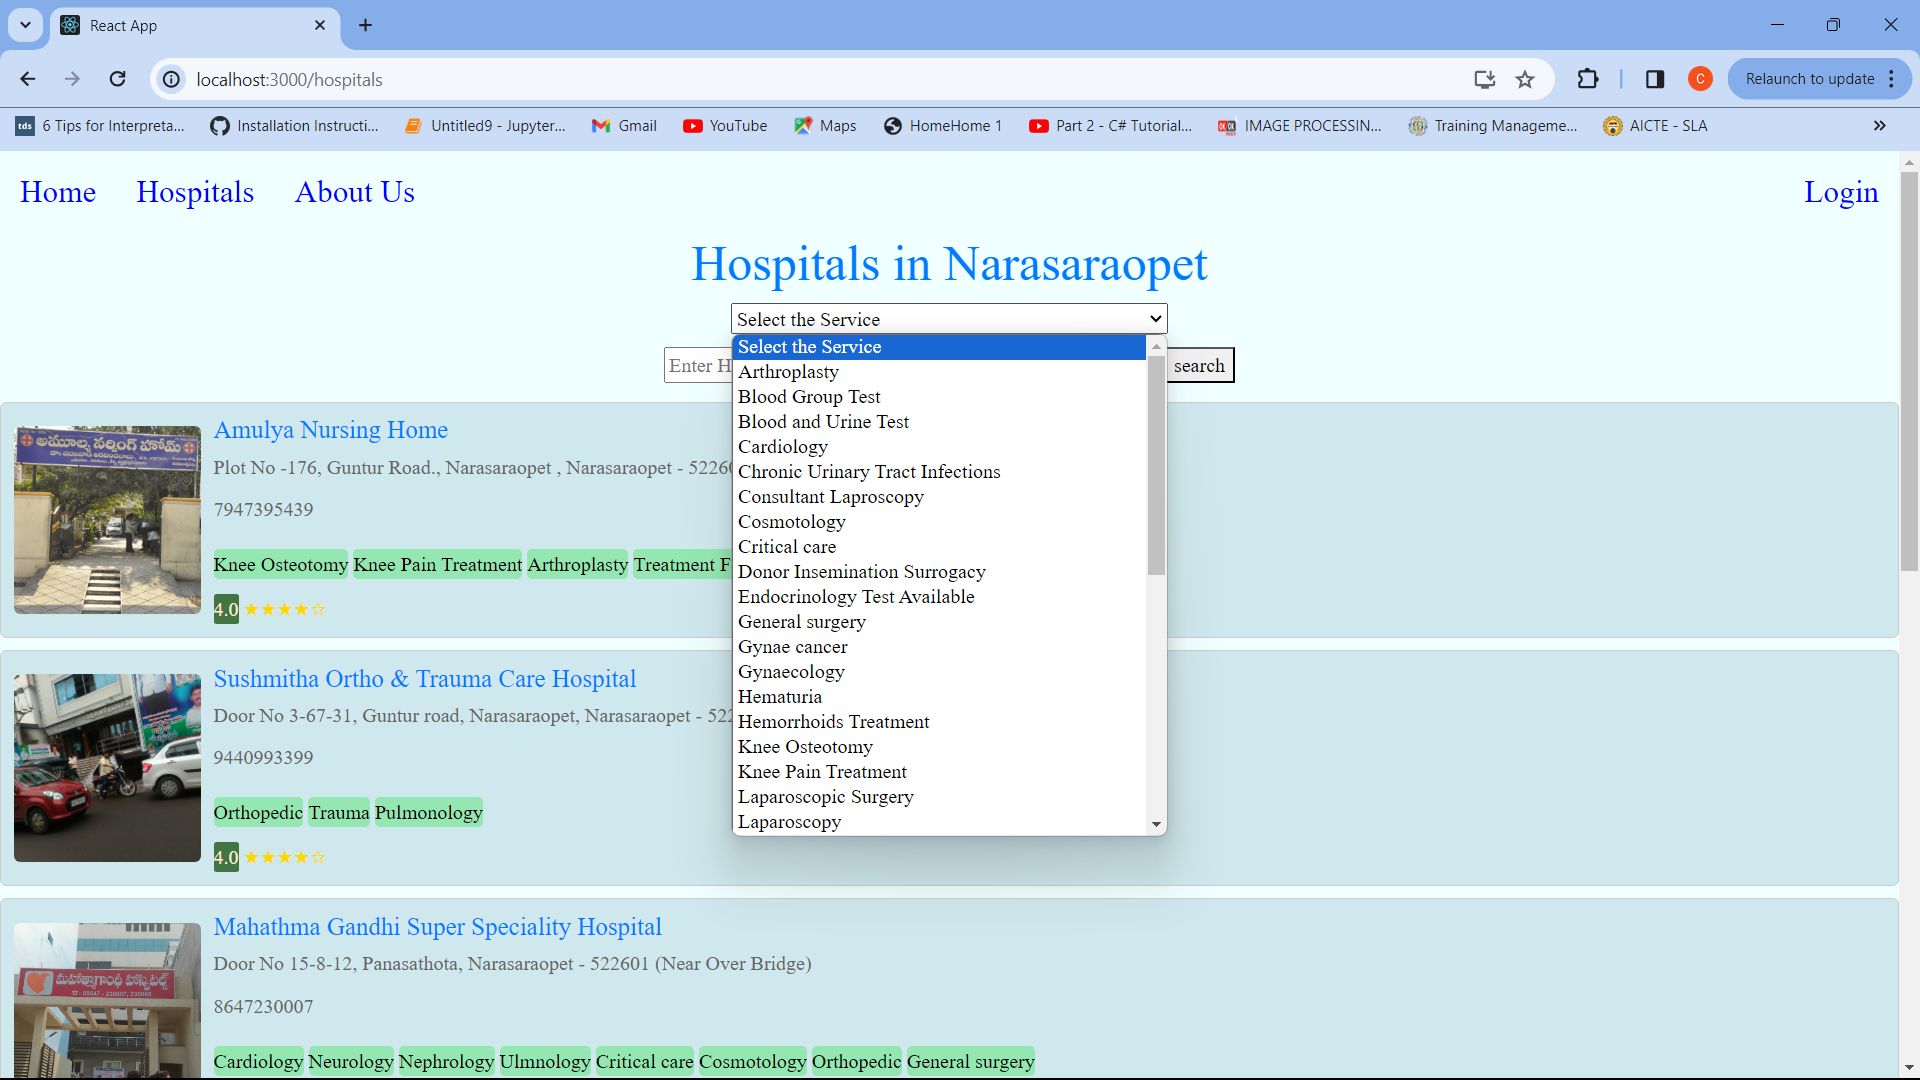 React App
localhost:3000/hospitals
Relaunch to update
C
tds 6 Tips for Interpreta... Installation Instructi... Untitled9 - Jupyter... Gmail YouTube Maps HomeHome 1 Part 2 - C# Tutorial... IMAGE PROCESSIN... Training Manageme... AICTE - SLA
Home Hospitals About Us Login
Hospitals in Narasaraopet
Select the Service
Enter H search
Select the Service
Arthroplasty
Blood Group Test
Blood and Urine Test
Cardiology
Chronic Urinary Tract Infections
Consultant Laproscopy
Cosmotology
Critical care
Donor Insemination Surrogacy
Endocrinology Test Available
General surgery
Gynae cancer
Gynaecology
Hematuria
Hemorrhoids Treatment
Knee Osteotomy
Knee Pain Treatment
Laparoscopic Surgery
Laparoscopy
అమూల్య నర్సింగ్ హోమ్
Amulya Nursing Home
Plot No -176, Guntur Road., Narasaraopet , Narasaraopet - 5226
7947395439
Knee Osteotomy Knee Pain Treatment Arthroplasty Treatment F
4.0 ★★★★☆
Sushmitha Ortho & Trauma Care Hospital
Door No 3-67-31, Guntur road, Narasaraopet, Narasaraopet - 522
9440993399
Orthopedic Trauma Pulmonology
4.0 ★★★★☆
మహాత్మాగాంధీ హాస్పటల్స్
Mahathma Gandhi Super Speciality Hospital
Door No 15-8-12, Panasathota, Narasaraopet - 522601 (Near Over Bridge)
8647230007
Cardiology Neurology Nephrology Ulmnology Critical care Cosmotology Orthopedic General surgery